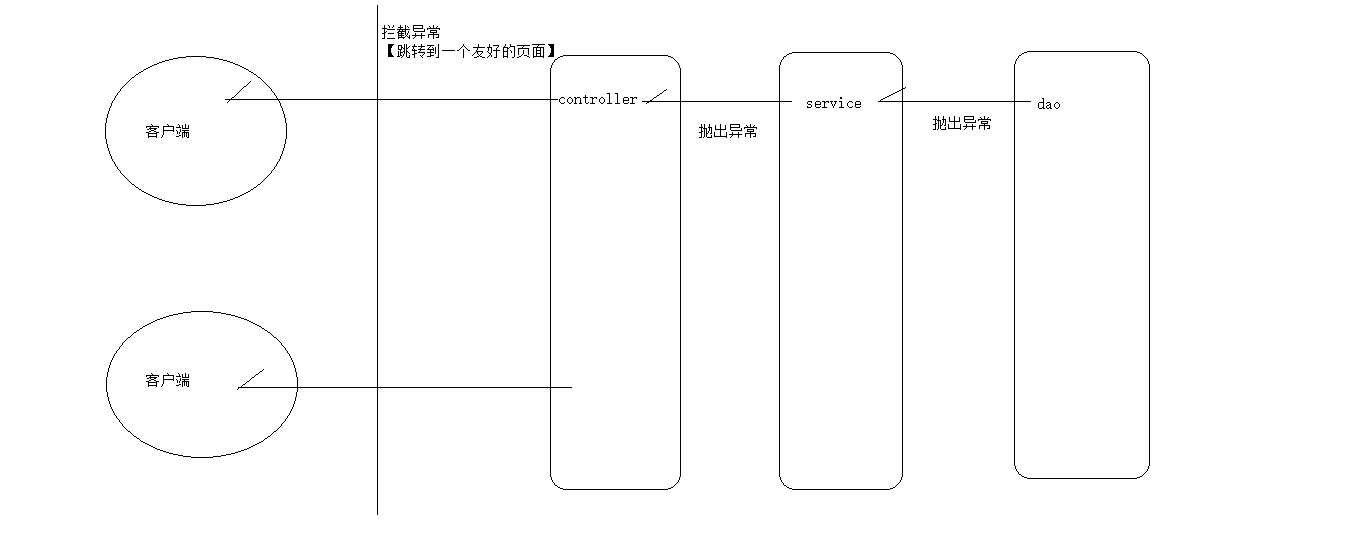 拦截异常
【跳转到一个友好的页面】
客户端
controller
抛出异常
service
抛出异常
dao
客户端